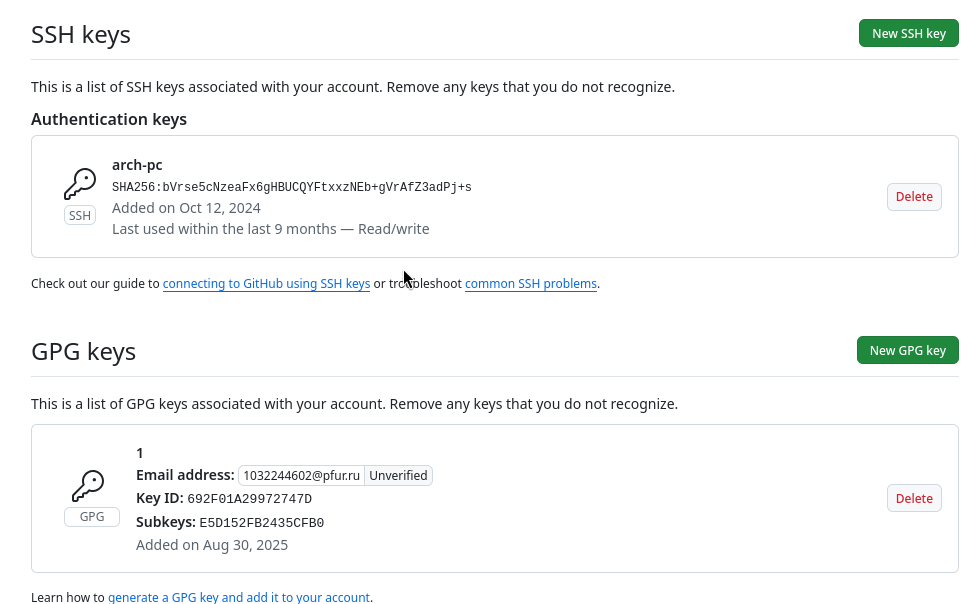 SSH keys
New SSH key
This is a list of SSH keys associated with your account. Remove any keys that you do not recognize.
Authentication keys
arch-pc
SHA256:bVrse5cNzeaFx6gHBUCQYFtxxzNEb+gVrAfZ3adPj+s
SSH
Added on Oct 12, 2024
Last used within the last 9 months — Read/write
Delete
Check out our guide to connecting to GitHub using SSH keys or troubleshoot common SSH problems.
GPG keys
New GPG key
This is a list of GPG keys associated with your account. Remove any keys that you do not recognize.
1
Email address: 1032244602@pfur.ru Unverified
Key ID: 692F01A29972747D
GPG
Subkeys: E5D152FB2435CFB0
Added on Aug 30, 2025
Delete
Learn how to generate a GPG key and add it to your account.